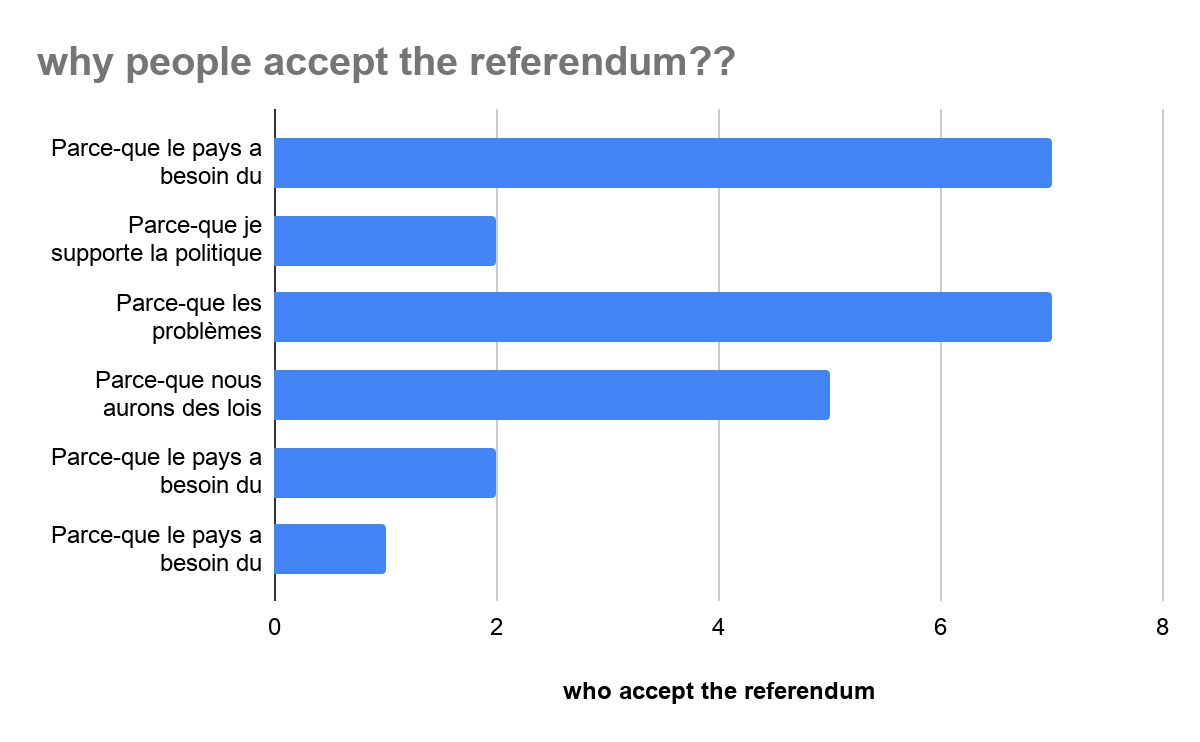 why people accept the referendum??
Parce-que le pays a
besoin du
Parce-que je
supporte la politique
Parce-que les
problèmes
Parce-que nous
aurons des lois
Parce-que le pays a
besoin du
Parce-que le pays a
besoin du
0 2 4 6 8
who accept the referendum